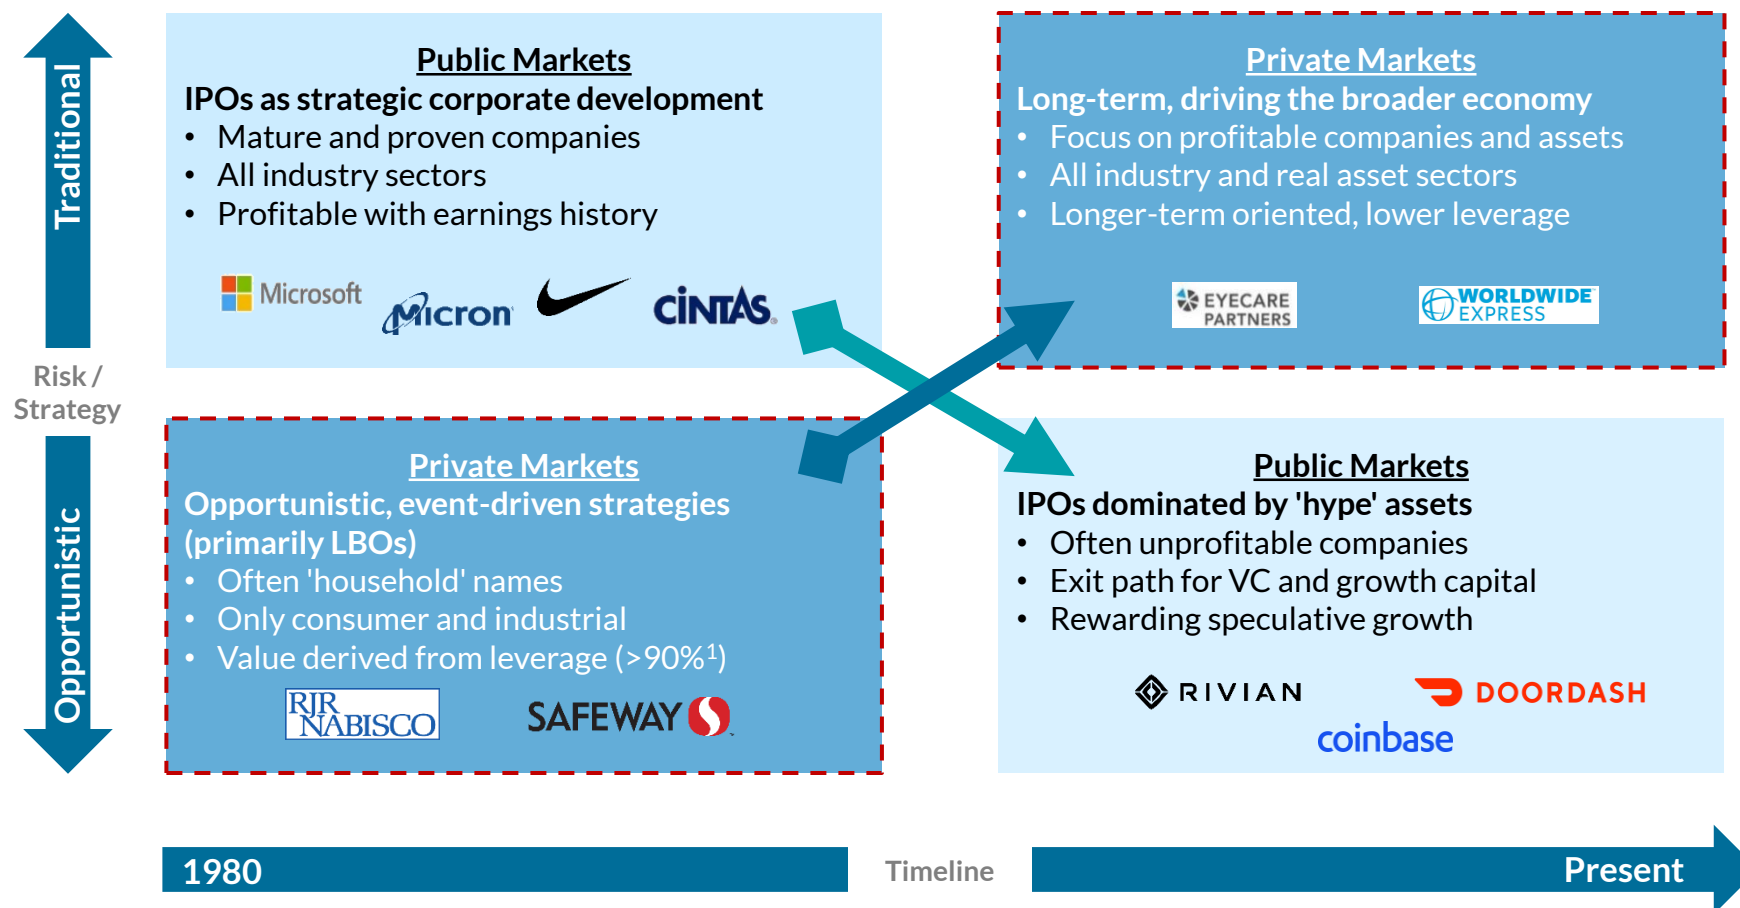 Traditional
Risk /
Strategy
Opportunistic
Public Markets
IPOs as strategic corporate development
• Mature and proven companies
• All industry sectors
• Profitable with earnings history
Microsoft
Micron
CINTAS
Private Markets
Long-term, driving the broader economy
• Focus on profitable companies and assets
• All industry and real asset sectors
• Longer-term oriented, lower leverage
EYECARE
PARTNERS
WORLDWIDE
EXPRESS
Private Markets
Opportunistic, event-driven strategies
(primarily LBOs)
• Often 'household' names
• Only consumer and industrial
• Value derived from leverage (>90%¹)
RJR
NABISCO
SAFEWAY
Public Markets
IPOs dominated by 'hype' assets
• Often unprofitable companies
• Exit path for VC and growth capital
• Rewarding speculative growth
RIVIAN
DOORDASH
coinbase
1980
Timeline
Present